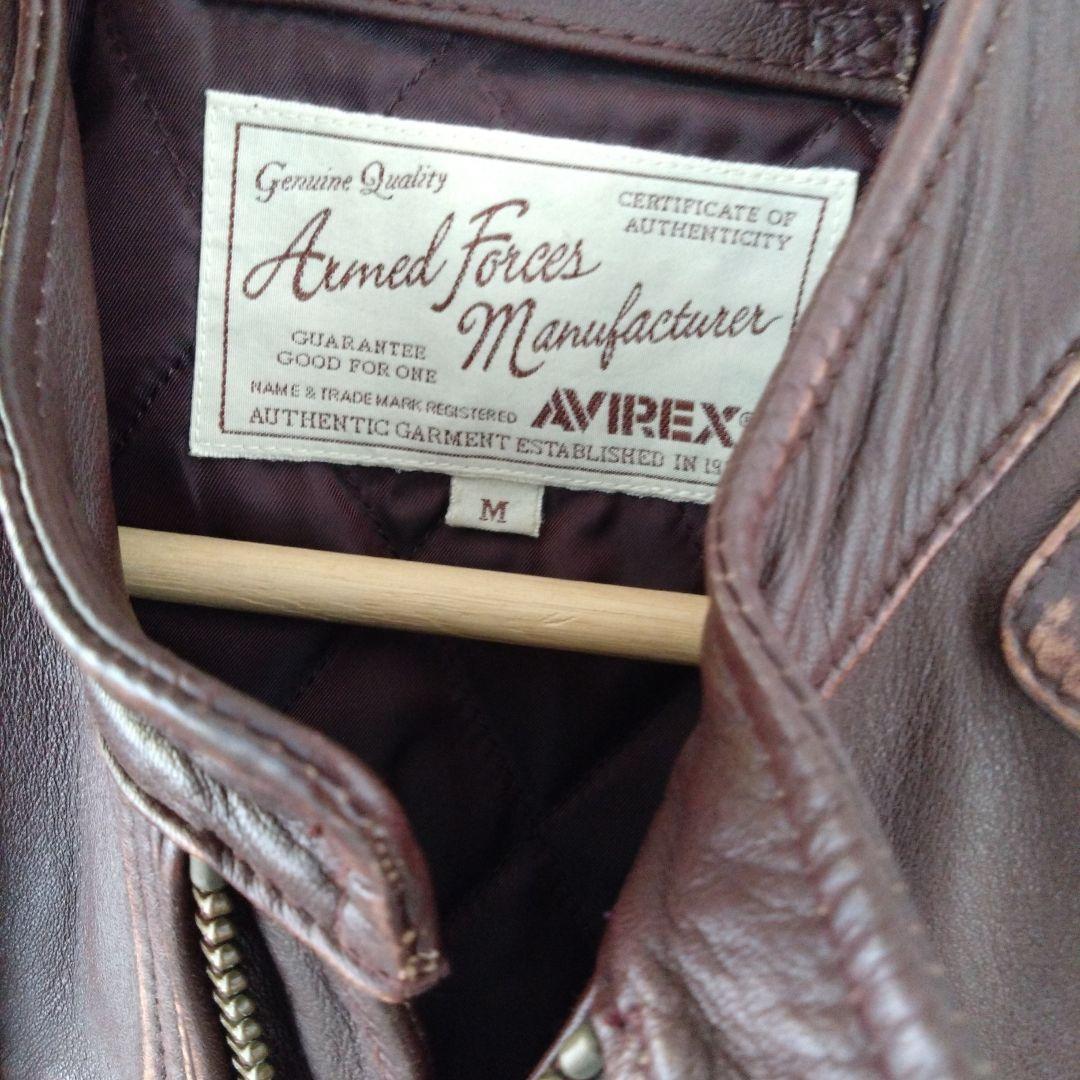 Genuine Quality
CERTIFICATE OF
AUTHENTICITY
Armed Forces
Manufacturer
GUARANTEE
GOOD FOR ONE
NAME & TRADE MARK REGISTERED
AVIREX®
AUTHENTIC GARMENT ESTABLISHED IN
M